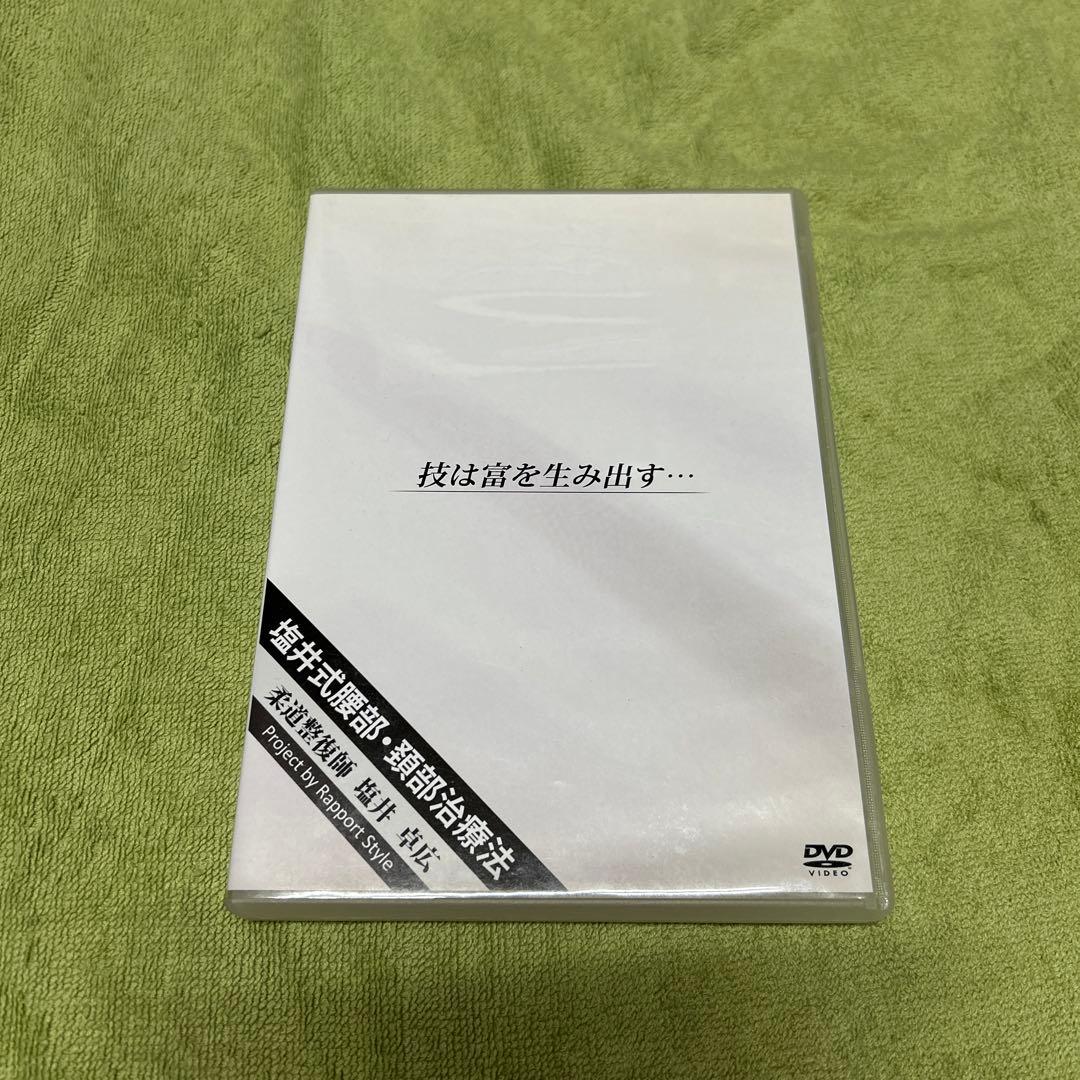 技は富を生み出す…
塩井式腰部・頚部治療法
柔道整復師 塩井 卓広
Project by Rapport Style
DVD
VIDEO